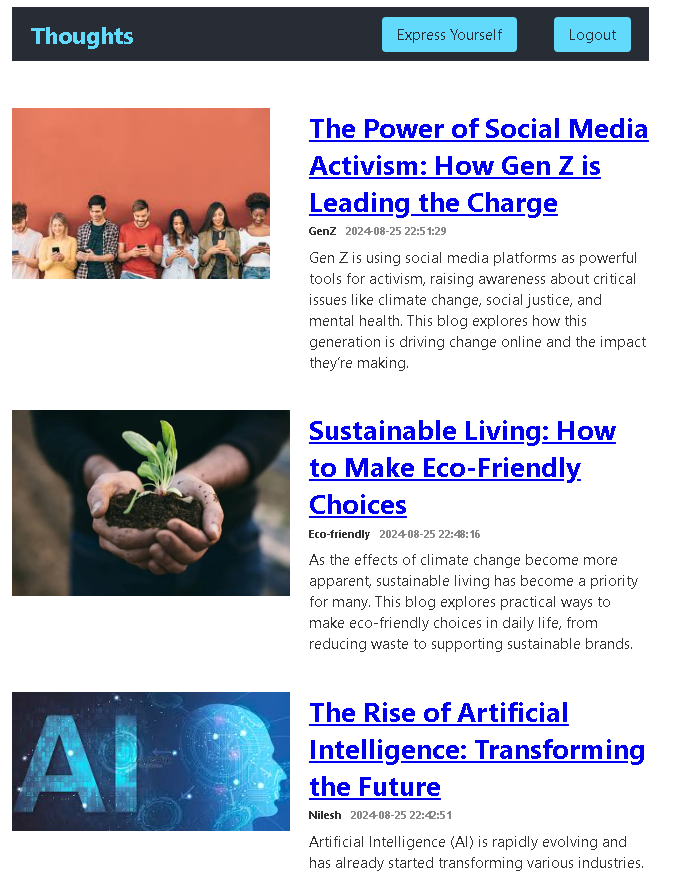 Thoughts
Express Yourself
Logout
The Power of Social Media
Activism: How Gen Z is
Leading the Charge
GenZ 2024-08-25 22:51:29
Gen Z is using social media platforms as powerful
tools for activism, raising awareness about critical
issues like climate change, social justice, and
mental health. This blog explores how this
generation is driving change online and the impact
they're making.
Sustainable Living: How
to Make Eco-Friendly
Choices
Eco-friendly 2024-08-25 22:48:16
As the effects of climate change become more
apparent, sustainable living has become a priority
for many. This blog explores practical ways to
make eco-friendly choices in daily life, from
reducing waste to supporting sustainable brands.
AI
The Rise of Artificial
Intelligence: Transforming
the Future
Nilesh 2024-08-25 22:42:51
Artificial Intelligence (AI) is rapidly evolving and
has already started transforming various industries.